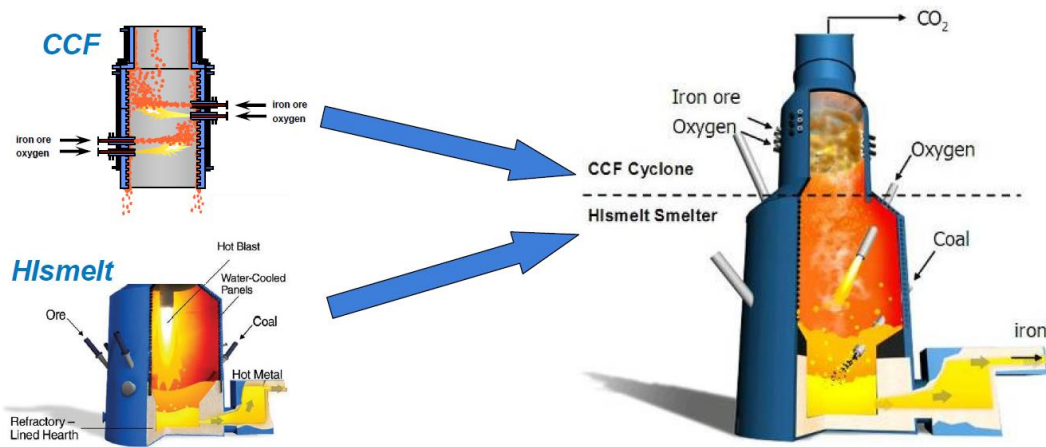 CCF
iron ore
oxygen
iron ore
oxygen
HIsmelt
Hot Blast
Water-Cooled
Panels
Ore
Coal
Hot Metal
Refractory –
Lined Hearth
CO2
Iron ore
Oxygen
Oxygen
CCF Cyclone
HIsmelt Smelter
Coal
iron